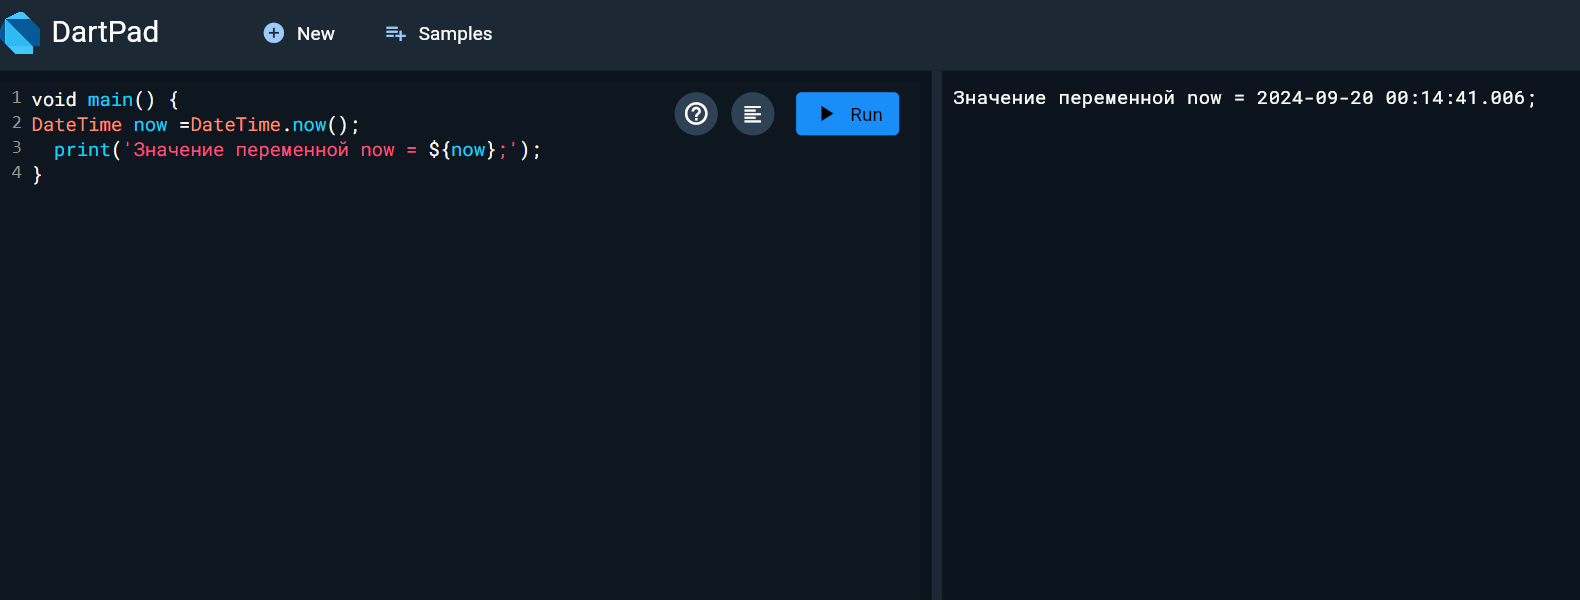 DartPad
New
Samples
1 void main() {
2 DateTime now =DateTime.now();
3   print('Значение переменной now = ${now};');
4 }
Run
Значение переменной now = 2024-09-20 00:14:41.006;